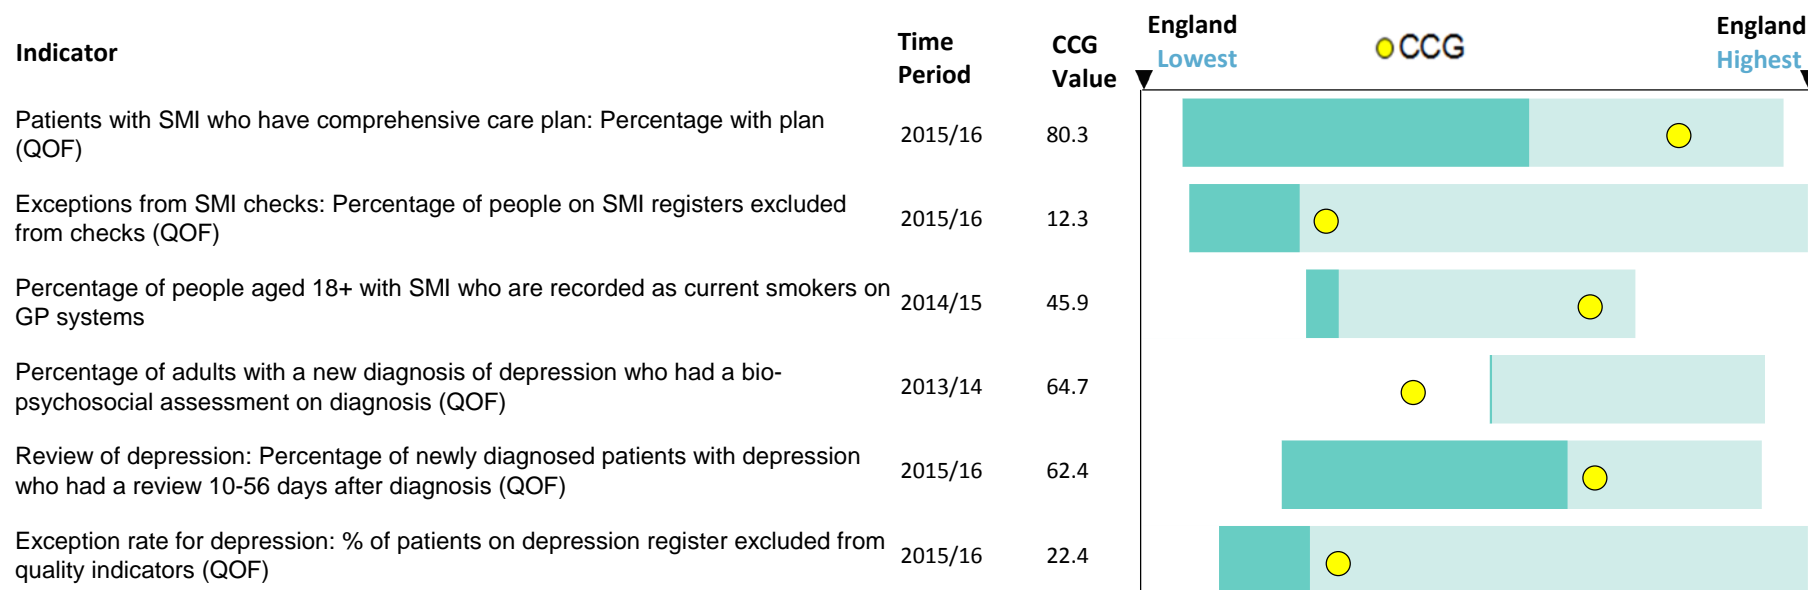 Indicator
Time
Period
CCG
Value
England
Lowest
CCG
England
Highest
Patients with SMI who have comprehensive care plan: Percentage with plan
(QOF)
2015/16
80.3
Exceptions from SMI checks: Percentage of people on SMI registers excluded
from checks (QOF)
2015/16
12.3
Percentage of people aged 18+ with SMI who are recorded as current smokers on
GP systems
2014/15
45.9
Percentage of adults with a new diagnosis of depression who had a bio-
psychosocial assessment on diagnosis (QOF)
2013/14
64.7
Review of depression: Percentage of newly diagnosed patients with depression
who had a review 10-56 days after diagnosis (QOF)
2015/16
62.4
Exception rate for depression: % of patients on depression register excluded from
quality indicators (QOF)
2015/16
22.4